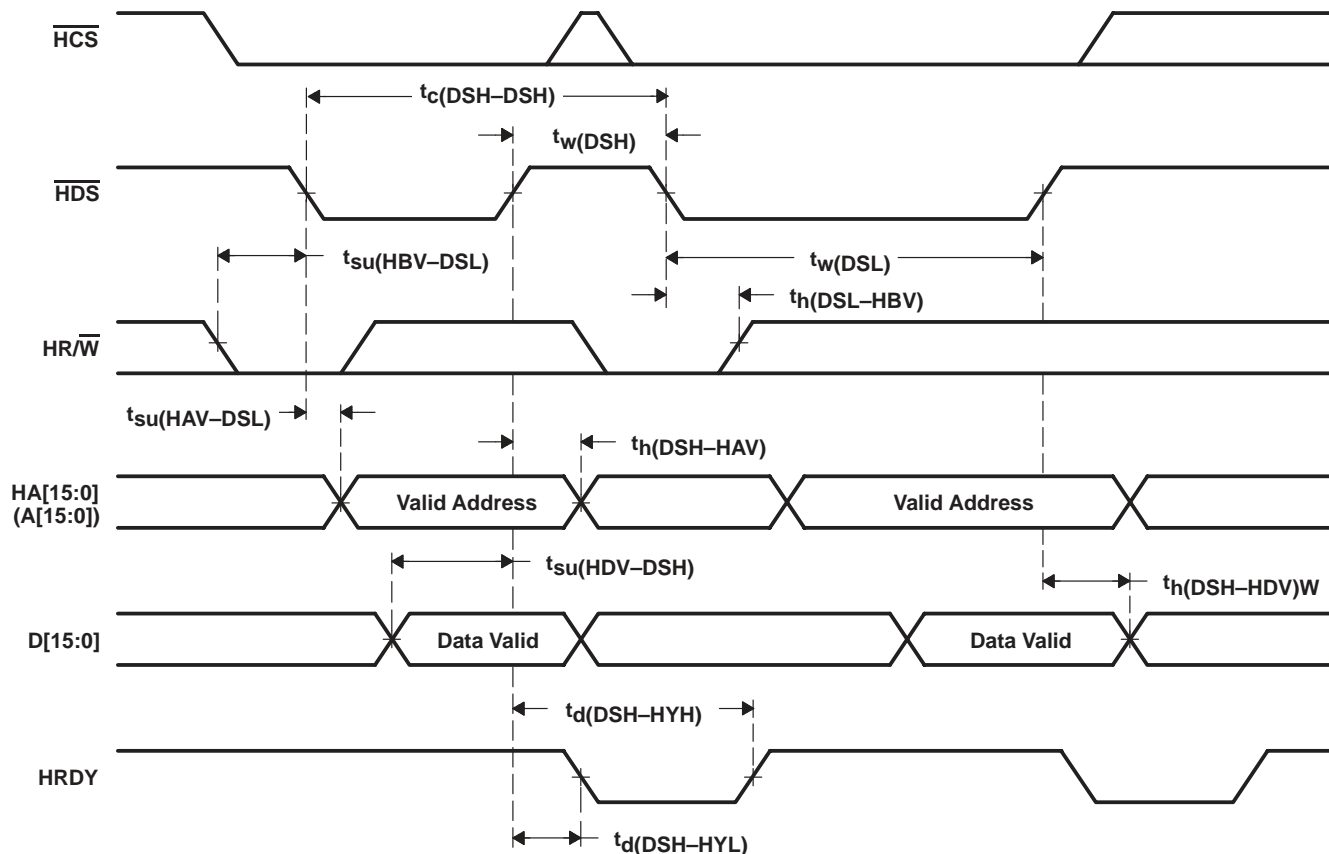 HCS
tc(DSH–DSH)
tw(DSH)
HDS
tsu(HBV–DSL)
tw(DSL)
th(DSL–HBV)
HR/W
tsu(HAV–DSL)
th(DSH–HAV)
HA[15:0]
(A[15:0])
Valid Address
Valid Address
tsu(HDV–DSH)
th(DSH–HDV)W
D[15:0]
Data Valid
Data Valid
td(DSH–HYH)
HRDY
td(DSH–HYL)